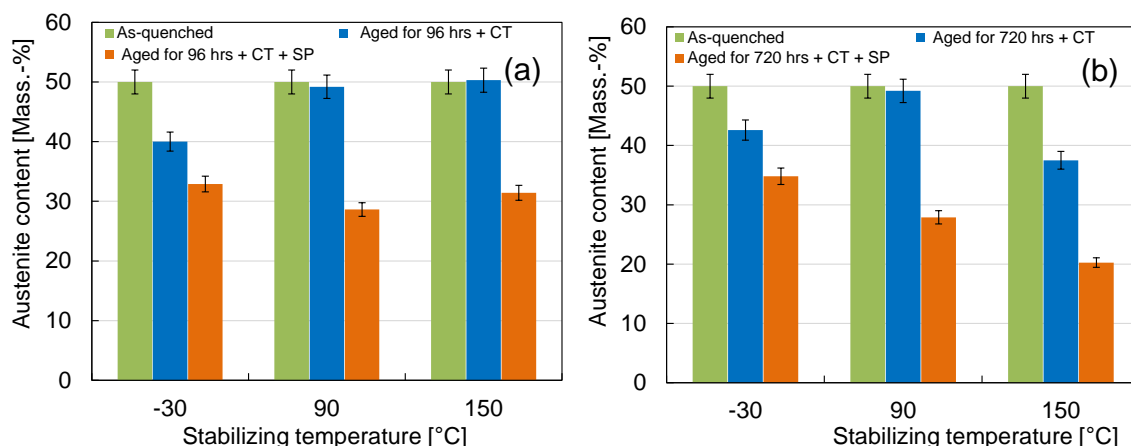 60
50
40
30
20
10
0
Austenite content [Mass.-%]
As-quenched
Aged for 96 hrs + CT
Aged for 96 hrs + CT + SP
(a)
-30
90
150
Stabilizing temperature [°C]
60
50
40
30
20
10
0
Austenite content [Mass.-%]
As-quenched
Aged for 720 hrs + CT
Aged for 720 hrs + CT + SP
(b)
-30
90
150
Stabilizing temperature [°C]